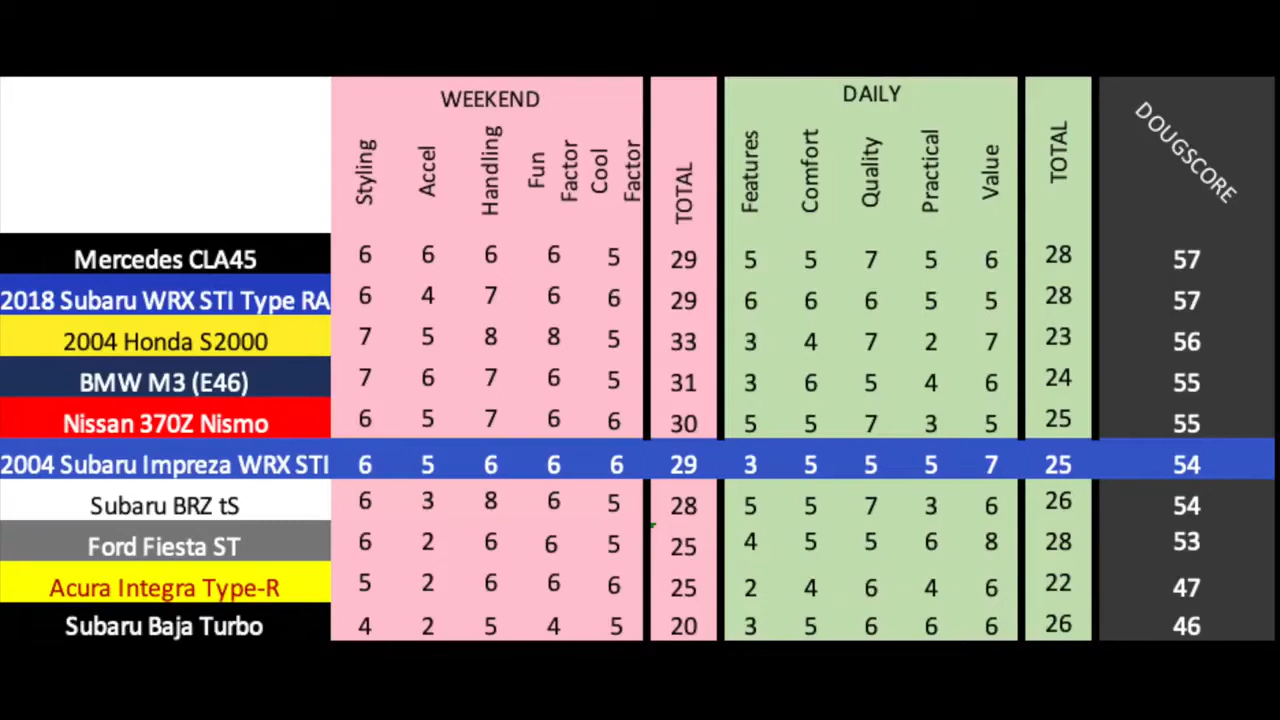 WEEKEND DAILY
Styling Accel Handling Fun Factor Cool Factor TOTAL Features Comfort Quality Practical Value TOTAL DOUGSCORE
Mercedes CLA45 6 6 6 6 5 29 5 5 7 5 6 28 57
2018 Subaru WRX STI Type RA 6 4 7 6 6 29 6 6 6 5 5 28 57
2004 Honda S2000 7 5 8 8 5 33 3 4 7 2 7 23 56
BMW M3 (E46) 7 6 7 6 5 31 3 6 5 4 6 24 55
Nissan 370Z Nismo 6 5 7 6 6 30 5 5 7 3 5 25 55
2004 Subaru Impreza WRX STI 6 5 6 6 6 29 3 5 5 5 7 25 54
Subaru BRZ tS 6 3 8 6 5 28 5 5 7 3 6 26 54
Ford Fiesta ST 6 2 6 6 5 25 4 5 5 6 8 28 53
Acura Integra Type-R 5 2 6 6 6 25 2 4 6 4 6 22 47
Subaru Baja Turbo 4 2 5 4 5 20 3 5 6 6 6 26 46